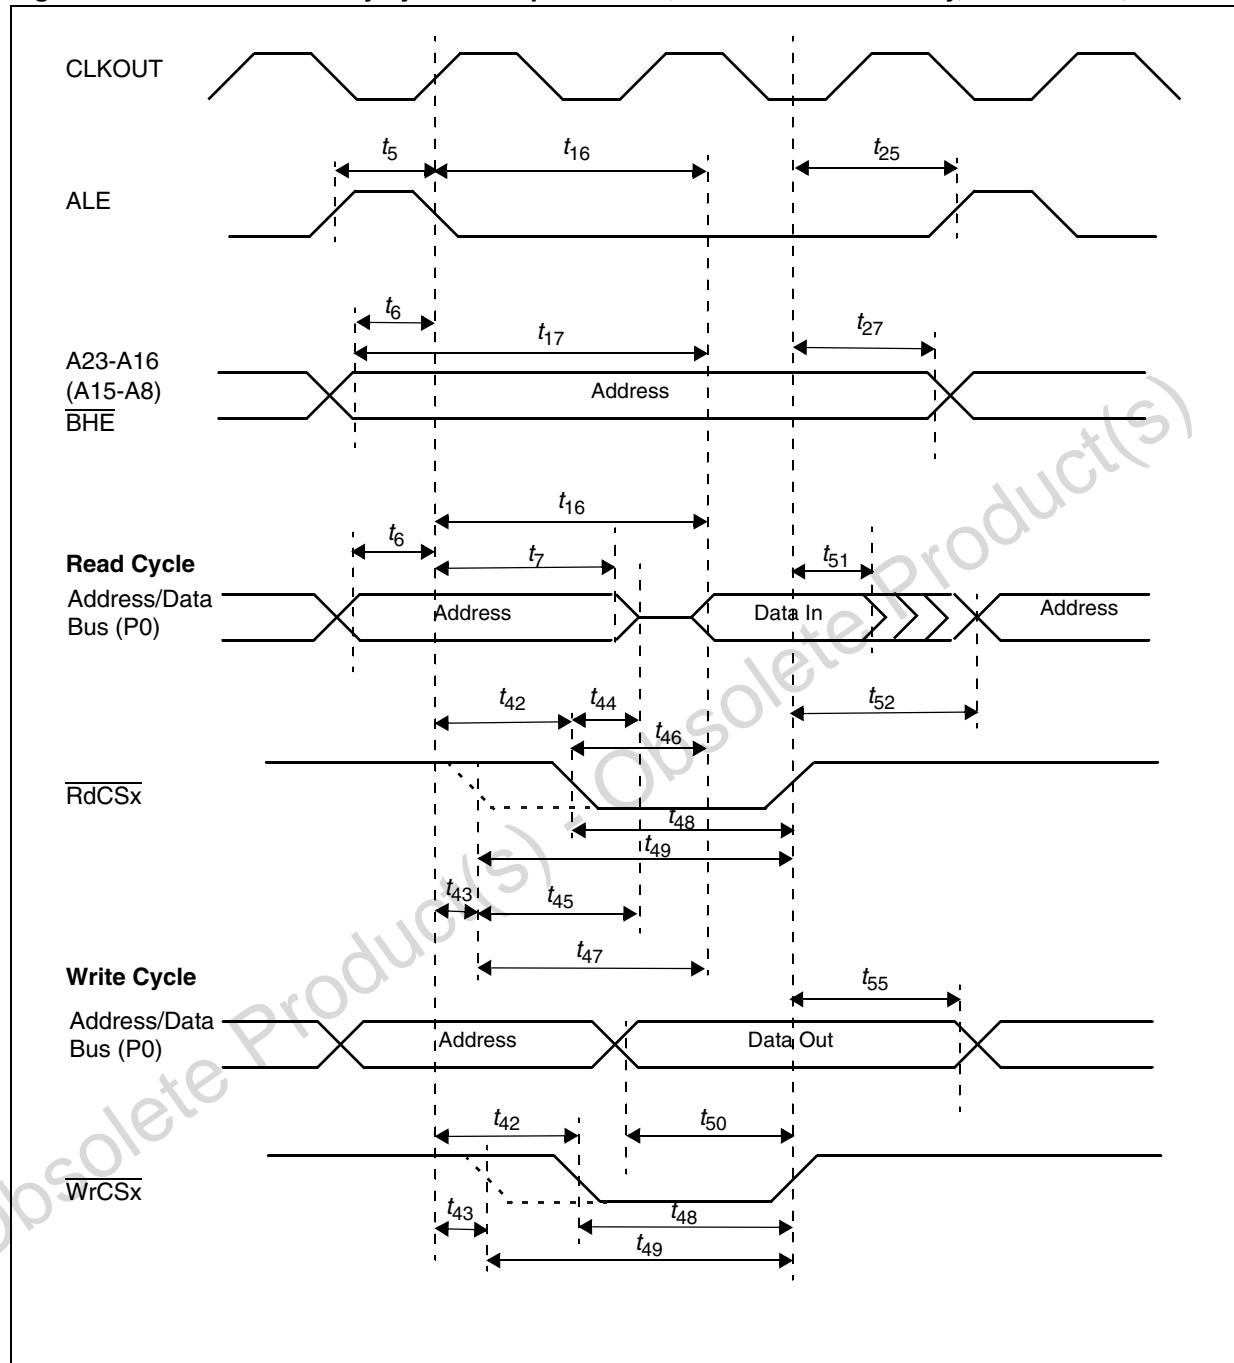 CLKOUT
t5 t16 t25
ALE
t6 t17 t27
A23-A16
(A15-A8)
BHE
Address
t16
t6 t7 t51
Read Cycle
Address/Data
Bus (P0)
Address Data In Address
t42 t44 t52
t46
RdCSx
t48
t49
t43 t45
t47
Write Cycle
t55
Address/Data
Bus (P0)
Address Data Out
t42 t50
WrCSx
t43 t48
t49
Obsolete Product(s) - Obsolete Product(s)